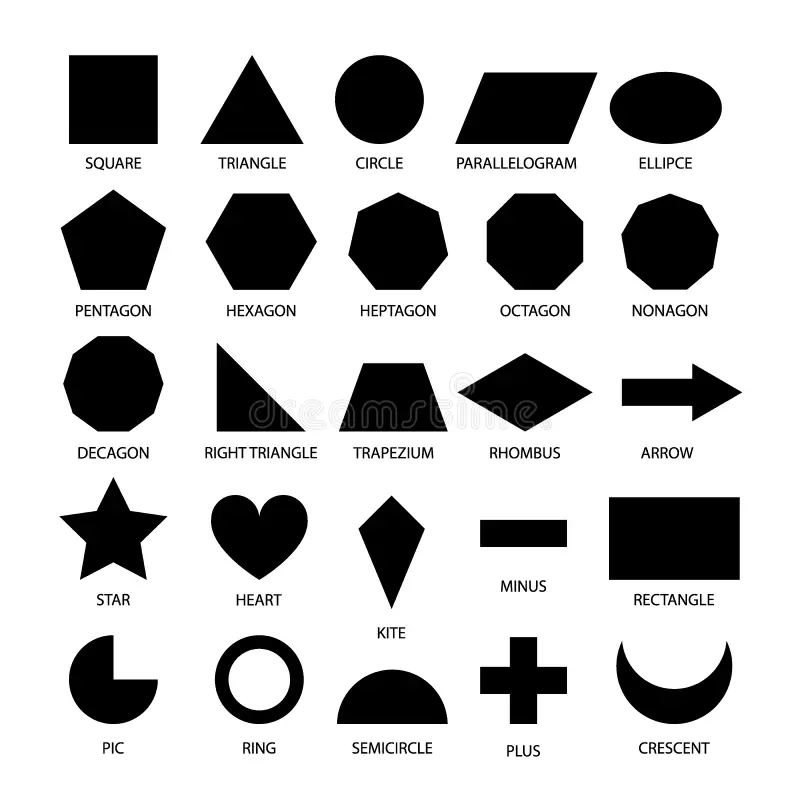 SQUARE
TRIANGLE
CIRCLE
PARALLELOGRAM
ELLIPCE
PENTAGON
HEXAGON
HEPTAGON
OCTAGON
NONAGON
DECAGON
RIGHT TRIANGLE
TRAPEZIUM
RHOMBUS
ARROW
STAR
HEART
KITE
MINUS
RECTANGLE
PIC
RING
SEMICIRCLE
PLUS
CRESCENT
dreamstime